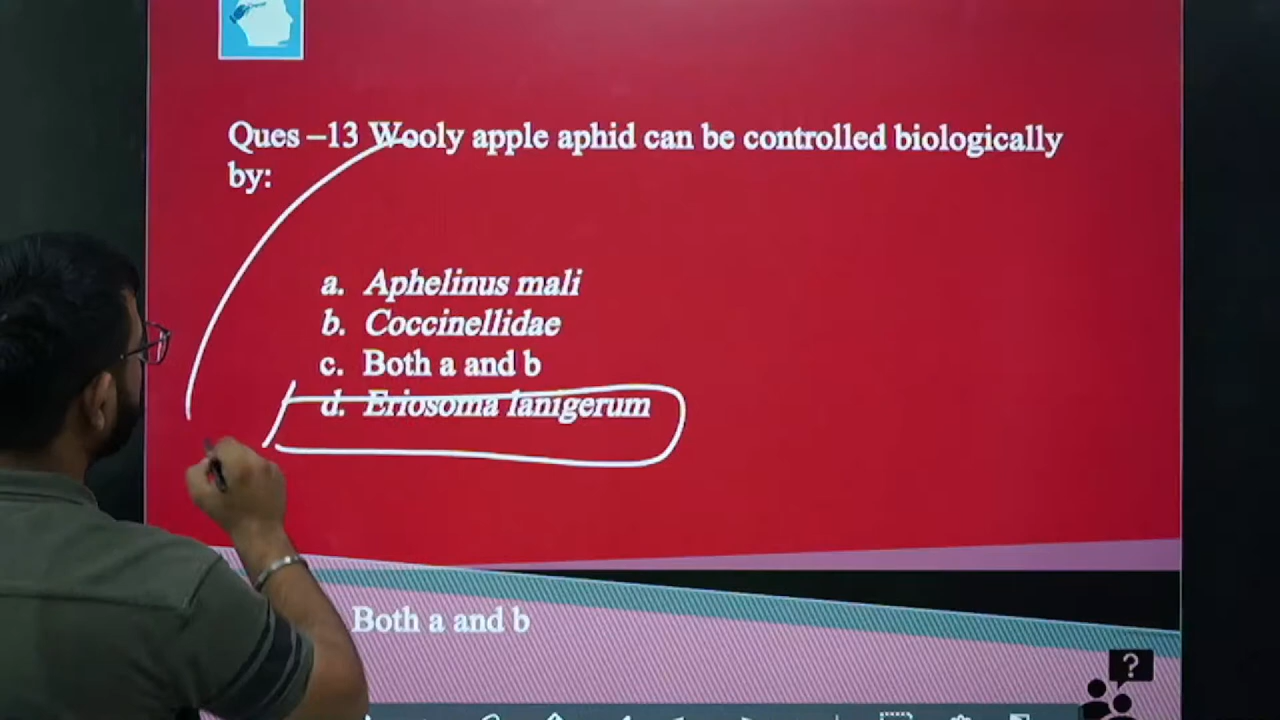 Ques –13 Wooly apple aphid can be controlled biologically
by:
a. Aphelinus mali
b. Coccinellidae
c. Both a and b
d. Eriosoma lanigerum
Both a and b
?